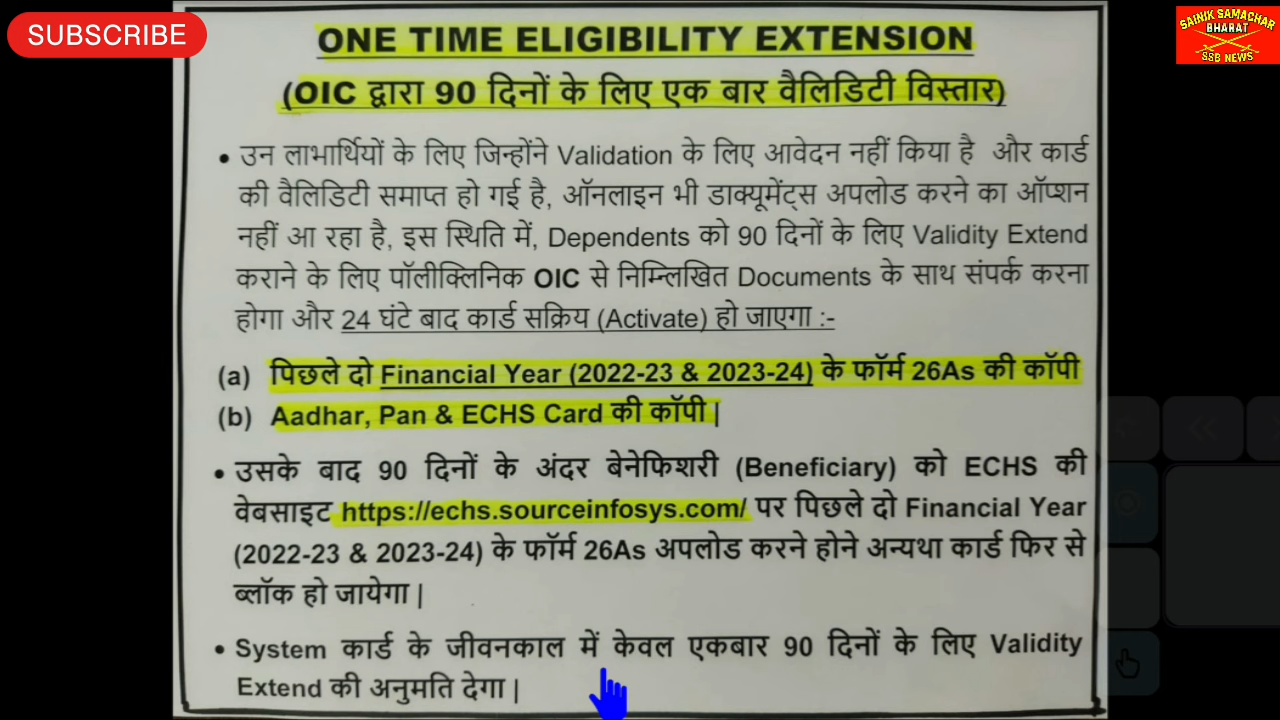 SUBSCRIBE
SAINIK SAMACHAR
BHARAT
SSB NEWS
ONE TIME ELIGIBILITY EXTENSION
(OIC द्वारा 90 दिनों के लिए एक बार वैलिडिटी विस्तार)
• उन लाभार्थियों के लिए जिन्होंने Validation के लिए आवेदन नहीं किया है और कार्ड
की वैलिडिटी समाप्त हो गई है, ऑनलाइन भी डाक्यूमेंट्स अपलोड करने का ऑप्शन
नहीं आ रहा है, इस स्थिति में, Dependents को 90 दिनों के लिए Validity Extend
कराने के लिए पॉलीक्लिनिक OIC से निम्न्लिखित Documents के साथ संपर्क करना
होगा और 24 घंटे बाद कार्ड सक्रिय (Activate) हो जाएगा :-
(a) पिछले दो Financial Year (2022-23 & 2023-24) के फॉर्म 26As की कॉपी
(b) Aadhar, Pan & ECHS Card की कॉपी |
• उसके बाद 90 दिनों के अंदर बेनेफिशरी (Beneficiary) को ECHS की
वेबसाइट https://echs.sourceinfosys.com/ पर पिछले दो Financial Year
(2022-23 & 2023-24) के फॉर्म 26As अपलोड करने होने अन्यथा कार्ड फिर से
ब्लॉक हो जायेगा |
• System कार्ड के जीवनकाल में केवल एकबार 90 दिनों के लिए Validity
Extend की अनुमति देगा |